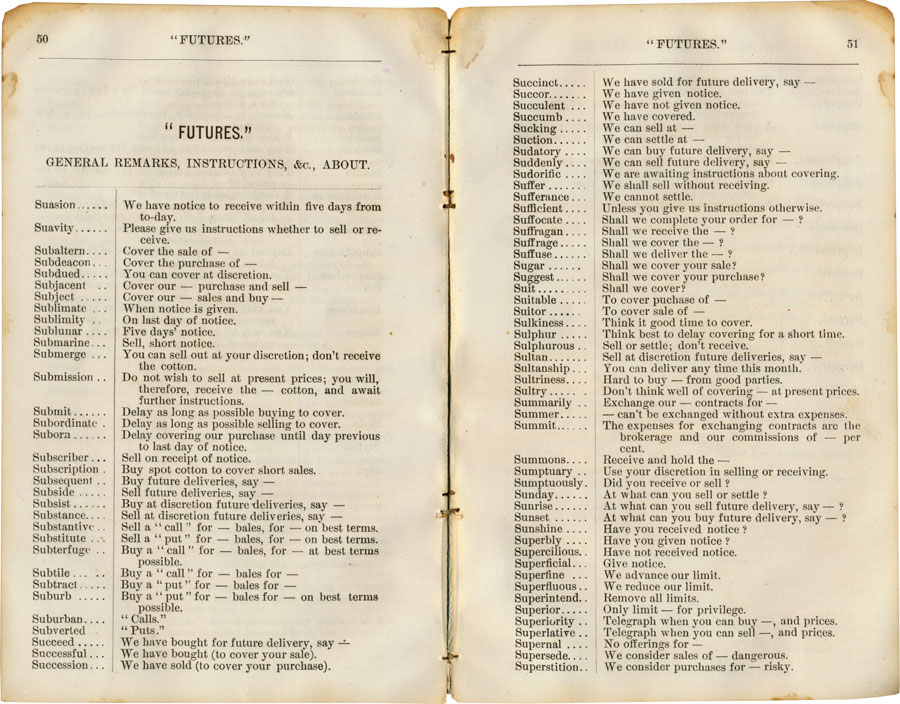 50
"FUTURES."
"FUTURES."
GENERAL REMARKS, INSTRUCTIONS, &c., ABOUT.
Suasion...... We have notice to receive within five days from
to-day.
Suavity...... Please give us instructions whether to sell or re-
ceive.
Subaltern.... Cover the sale of —
Subdeacon... Cover the purchase of —
Subdued..... You can cover at discretion.
Subjacent .. Cover our — purchase and sell —
Subject ..... Cover our — sales and buy —
Sublimate ... When notice is given.
Sublimity .. On last day of notice.
Sublunar .... Five days' notice.
Submarine... Sell, short notice.
Submerge ... You can sell out at your discretion; don't receive
the cotton.
Submission .. Do not wish to sell at present prices; you will,
therefore, receive the — cotton, and await
further instructions.
Submit...... Delay as long as possible buying to cover.
Subordinate . Delay as long as possible selling to cover.
Suborn ...... Delay covering our purchase until day previous
to last day of notice.
Subscriber... Sell on receipt of notice.
Subscription . Buy spot cotton to cover short sales.
Subsequent .. Buy future deliveries, say —
Subside ..... Sell future deliveries, say —
Subsist...... Buy at discretion future deliveries, say —
Substance.... Sell at discretion future deliveries, say —
Substantive.. Sell a "call" for — bales, for — on best terms.
Substitute ... Sell a "put" for — bales, for — on best terms.
Subterfuge .. Buy a "call" for — bales, for — at best terms
possible.
Subtile ... .. Buy a "call" for — bales for —
Subtract..... Buy a "put" for — bales for —
Suburb ..... Buy a "put" for — bales for — on best terms
possible.
Suburban.... "Calls."
Subverted "Puts."
Succeed ..... We have bought for future delivery, say —
Successful... We have bought (to cover your sale).
Succession... We have sold (to cover your purchase).
"FUTURES."
51
Succinct..... We have sold for future delivery, say —
Succor....... We have given notice.
Succulent ... We have not given notice.
Succumb .... We have covered.
Sucking ..... We can sell at —
Suction...... We can settle at —
Sudatory .... We can buy future delivery, say —
Suddenly .... We can sell future delivery, say —
Sudorific .... We are awaiting instructions about covering.
Suffer ....... We shall sell without receiving.
Sufferance... We cannot settle.
Sufficient.... Unless you give us instructions otherwise.
Suffocate .... Shall we complete your order for — ?
Suffragan .... Shall we receive the — ?
Suffrage..... Shall we cover the — ?
Suffuse...... Shall we deliver the — ?
Sugar ...... Shall we cover your sale?
Suggest..... Shall we cover your purchase?
Suit......... Shall we cover?
Suitable ..... To cover puchase of —
Suitor ...... To cover sale of —
Sulkiness.... Think it good time to cover.
Sulphur ..... Think best to delay covering for a short time.
Sulphurous .. Sell or settle; don't receive.
Sultan....... Sell at discretion future deliveries, say —
Sultanship... You can deliver any time this month.
Sultriness.... Hard to buy — from good parties.
Sultry ..... . Don't think well of covering — at present prices.
Summarily .. Exchange our — contracts for —
Summer..... — can't be exchanged without extra expenses.
Summit..... The expenses for exchanging contracts are the
brokerage and our commissions of — per
cent.
Summons.... Receive and hold the —
Sumptuary .. Use your discretion in selling or receiving.
Sumptuously. Did you receive or sell?
Sunday...... At what can you sell or settle?
Sunrise...... At what can you sell future delivery, say — ?
Sunset ...... At what can you buy future delivery, say — ?
Sunshine .... Have you received notice?
Superbly .... Have you given notice?
Supercilious.. Have not received notice.
Superficial... Give notice.
Superfine ... We advance our limit.
Superfluous.. We reduce our limit.
Superintend.. Remove all limits.
Superior..... Only limit — for privilege.
Superiority .. Telegraph when you can buy —, and prices.
Superlative .. Telegraph when you can sell —, and prices.
Supernal .... No offerings for —
Supersede.... We consider sales of — dangerous.
Superstition.. We consider purchases for — risky.